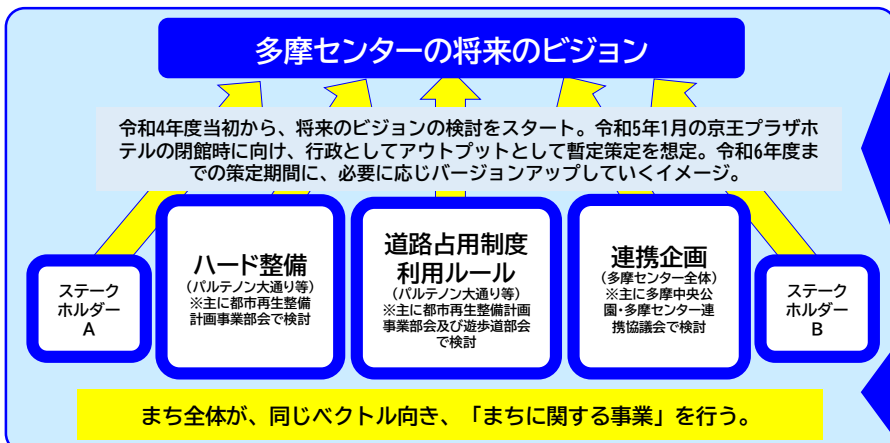 多摩センターの将来のビジョン
令和4年度当初から、将来のビジョンの検討をスタート。令和5年1月の京王プラザホ
テルの閉館時に向け、行政としてアウトプットとして暫定策定を想定。令和6年度ま
での策定期間に、必要に応じバージョンアップしていくイメージ。
ステーク
ホルダー
A
ハード整備
(パルテノン大通り等)
※主に都市再生整備
計画事業部会で検討
道路占用制度
利用ルール
(パルテノン大通り等)
※主に都市再生整備計画
事業部会及び遊歩道部会
で検討
連携企画
(多摩センター全体)
※主に多摩中央公
園・多摩センター連
携協議会で検討
ステーク
ホルダー
B
まち全体が、同じベクトル向き、「まちに関する事業」を行う。